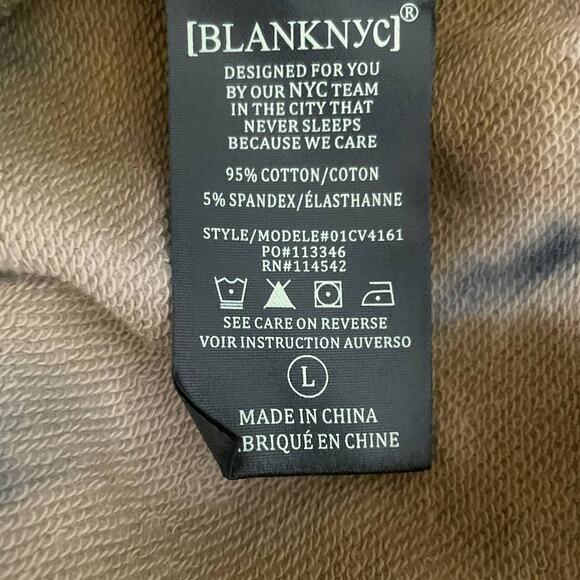 [BLANKNYC]®
DESIGNED FOR YOU
BY OUR NYC TEAM
IN THE CITY THAT
NEVER SLEEPS
BECAUSE WE CARE
95% COTTON/COTON
5% SPANDEX/ÉLASTHANNE
STYLE/MODELE#01CV4161
PO#113346
RN#114542
SEE CARE ON REVERSE
VOIR INSTRUCTION AUVERSO
L
MADE IN CHINA
ABRIQUÉ EN CHINE